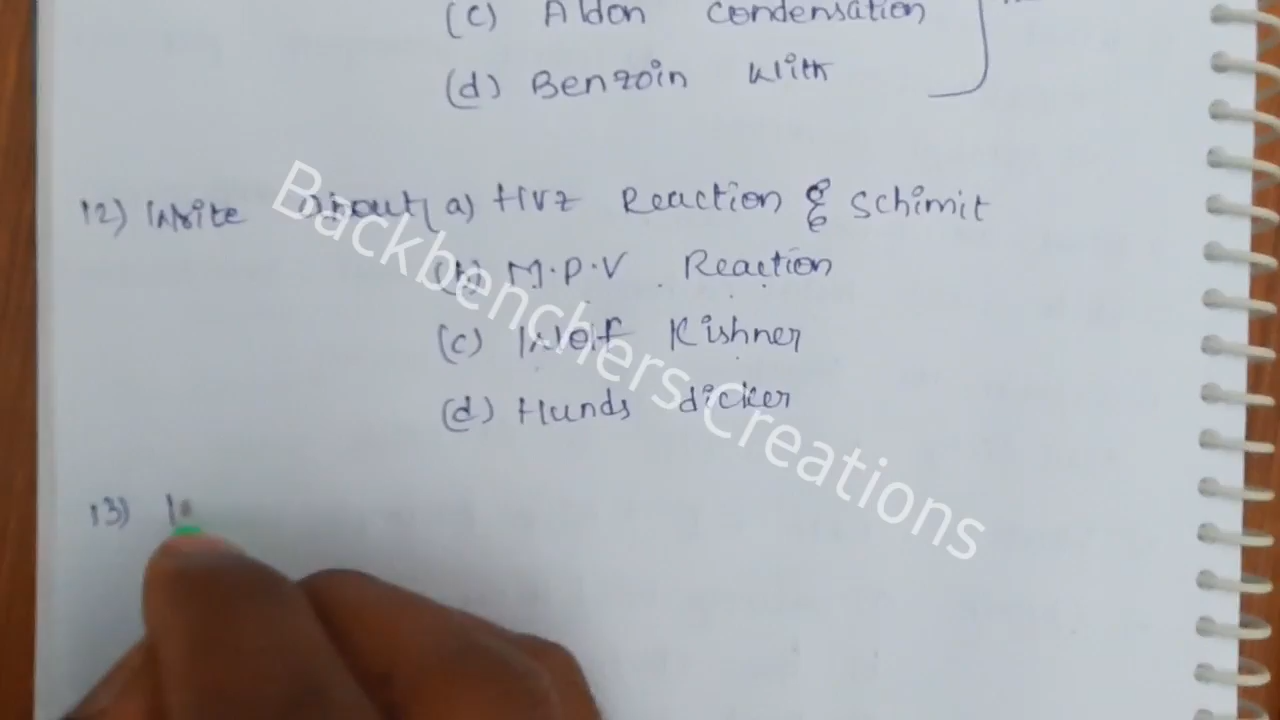 (c) Aldon Condensation
(d) Benzoin With
12) Write About a) HVZ Reaction & Schimit
(b) M.P.V Reaction
(c) Wolf Kishner
(d) Hunds dicker
13)
Backbenchers Creations